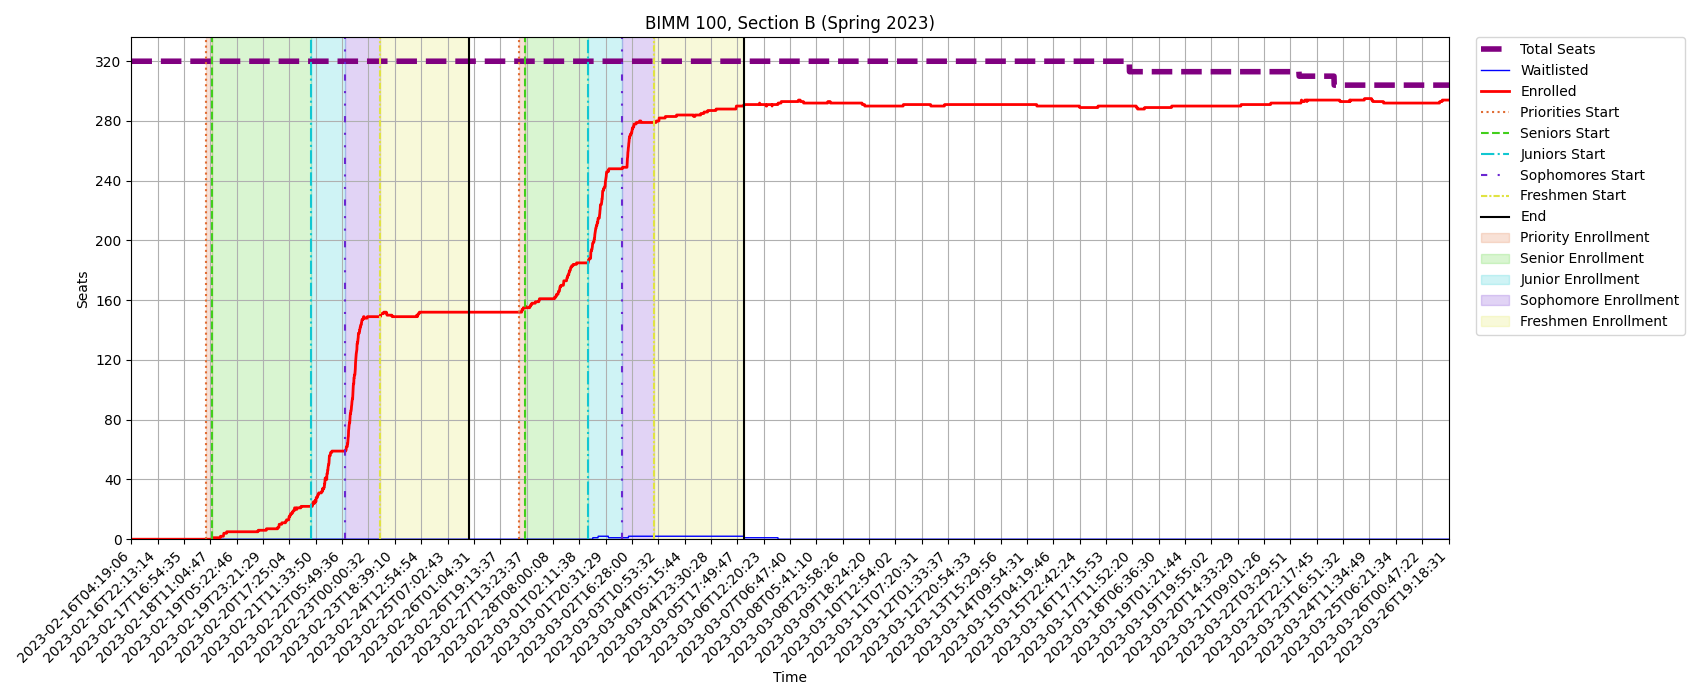 BIMM 100, Section B (Spring 2023)
Seats
320
280
240
200
160
120
80
40
0
2023-02-16T04:19:06
2023-02-16T22:13:14
2023-02-17T16:54:35
2023-02-18T11:04:47
2023-02-19T05:22:46
2023-02-19T23:21:29
2023-02-20T17:25:04
2023-02-21T11:33:50
2023-02-22T05:49:36
2023-02-23T00:00:32
2023-02-23T18:39:10
2023-02-24T12:54:54
2023-02-25T07:02:43
2023-02-26T01:04:31
2023-02-26T19:13:37
2023-02-27T13:23:37
2023-02-28T08:00:08
2023-03-01T02:11:38
2023-03-01T20:31:29
2023-03-02T16:28:00
2023-03-03T10:53:32
2023-03-04T05:15:44
2023-03-04T23:30:28
2023-03-05T17:49:47
2023-03-06T12:20:23
2023-03-07T06:47:40
2023-03-08T05:41:10
2023-03-08T23:58:26
2023-03-09T18:24:20
2023-03-10T12:54:02
2023-03-11T07:20:31
2023-03-12T01:33:37
2023-03-12T20:54:33
2023-03-13T15:29:56
2023-03-14T09:54:31
2023-03-15T04:19:46
2023-03-15T22:42:24
2023-03-16T17:15:53
2023-03-17T11:52:20
2023-03-18T06:36:30
2023-03-19T01:21:44
2023-03-19T19:55:02
2023-03-20T14:33:29
2023-03-21T09:01:26
2023-03-22T03:29:51
2023-03-22T22:17:45
2023-03-23T16:51:32
2023-03-24T11:34:49
2023-03-25T06:21:34
2023-03-26T00:47:22
2023-03-26T19:18:31
Time
Total Seats
Waitlisted
Enrolled
Priorities Start
Seniors Start
Juniors Start
Sophomores Start
Freshmen Start
End
Priority Enrollment
Senior Enrollment
Junior Enrollment
Sophomore Enrollment
Freshmen Enrollment